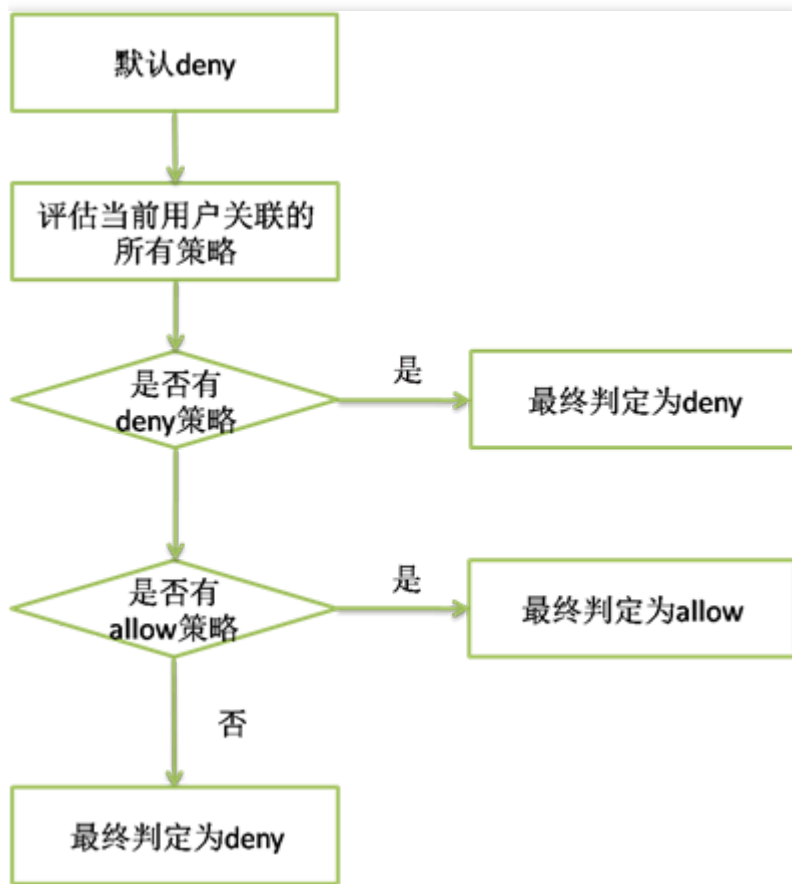 默认deny
评估当前用户关联的
所有策略
是否有
deny策略
是
最终判定为deny
是否有
allow策略
是
最终判定为allow
否
最终判定为deny